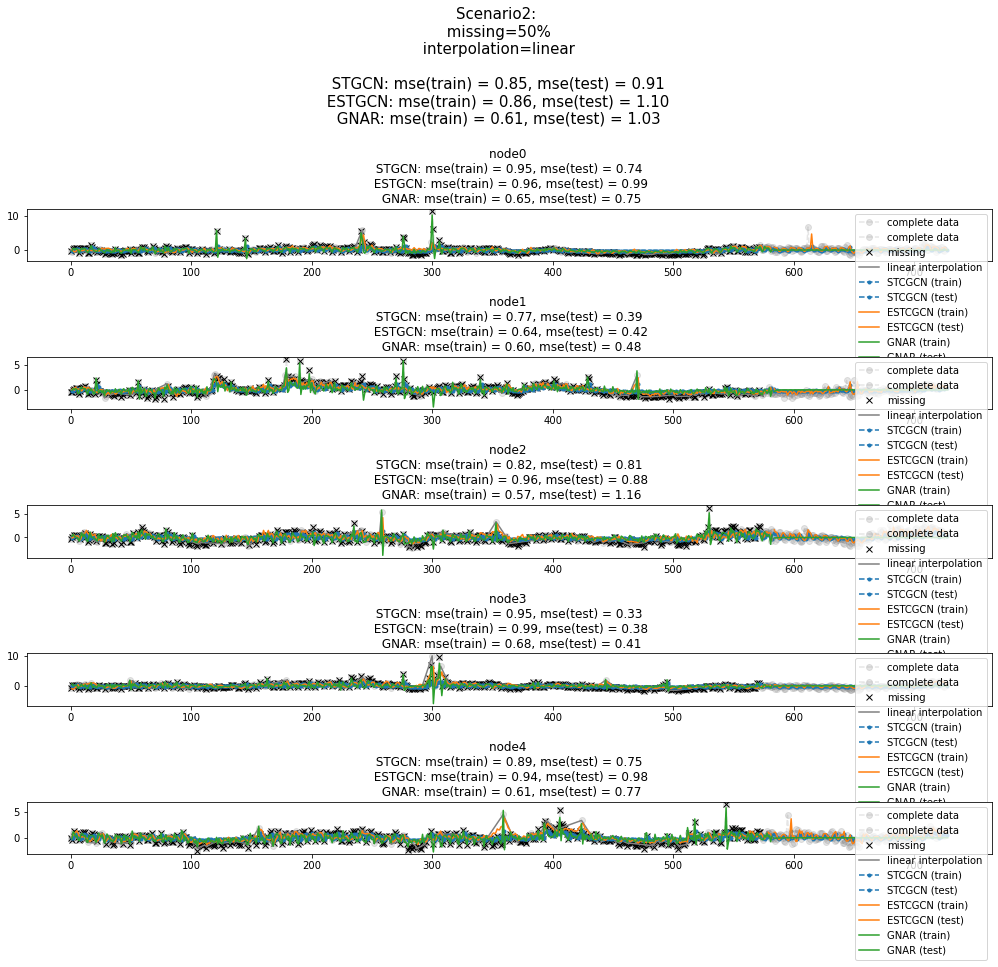 Scenario2:
missing=50%
interpolation=linear
STGCN: mse(train) = 0.85, mse(test) = 0.91
ESTGCN: mse(train) = 0.86, mse(test) = 1.10
GNAR: mse(train) = 0.61, mse(test) = 1.03
node0
STGCN: mse(train) = 0.95, mse(test) = 0.74
ESTGCN: mse(train) = 0.96, mse(test) = 0.99
GNAR: mse(train) = 0.65, mse(test) = 0.75
10
0
complete data
complete data
missing
linear interpolation
STCGCN (train)
STCGCN (test)
ESTCGCN (train)
ESTCGCN (test)
GNAR (train)
GNAR (test)
0 100 200 300 400 500 600 700
node1
STGCN: mse(train) = 0.77, mse(test) = 0.39
ESTGCN: mse(train) = 0.64, mse(test) = 0.42
GNAR: mse(train) = 0.60, mse(test) = 0.48
5
0
complete data
complete data
missing
linear interpolation
STCGCN (train)
STCGCN (test)
ESTCGCN (train)
ESTCGCN (test)
GNAR (train)
GNAR (test)
0 100 200 300 400 500 600 700
node2
STGCN: mse(train) = 0.82, mse(test) = 0.81
ESTGCN: mse(train) = 0.96, mse(test) = 0.88
GNAR: mse(train) = 0.57, mse(test) = 1.16
5
0
complete data
complete data
missing
linear interpolation
STCGCN (train)
STCGCN (test)
ESTCGCN (train)
ESTCGCN (test)
GNAR (train)
GNAR (test)
0 100 200 300 400 500 600 700
node3
STGCN: mse(train) = 0.95, mse(test) = 0.33
ESTGCN: mse(train) = 0.99, mse(test) = 0.38
GNAR: mse(train) = 0.68, mse(test) = 0.41
10
0
complete data
complete data
missing
linear interpolation
STCGCN (train)
STCGCN (test)
ESTCGCN (train)
ESTCGCN (test)
GNAR (train)
GNAR (test)
0 100 200 300 400 500 600 700
node4
STGCN: mse(train) = 0.89, mse(test) = 0.75
ESTGCN: mse(train) = 0.94, mse(test) = 0.98
GNAR: mse(train) = 0.61, mse(test) = 0.77
5
0
complete data
complete data
missing
linear interpolation
STCGCN (train)
STCGCN (test)
ESTCGCN (train)
ESTCGCN (test)
GNAR (train)
GNAR (test)
0 100 200 300 400 500 600 700